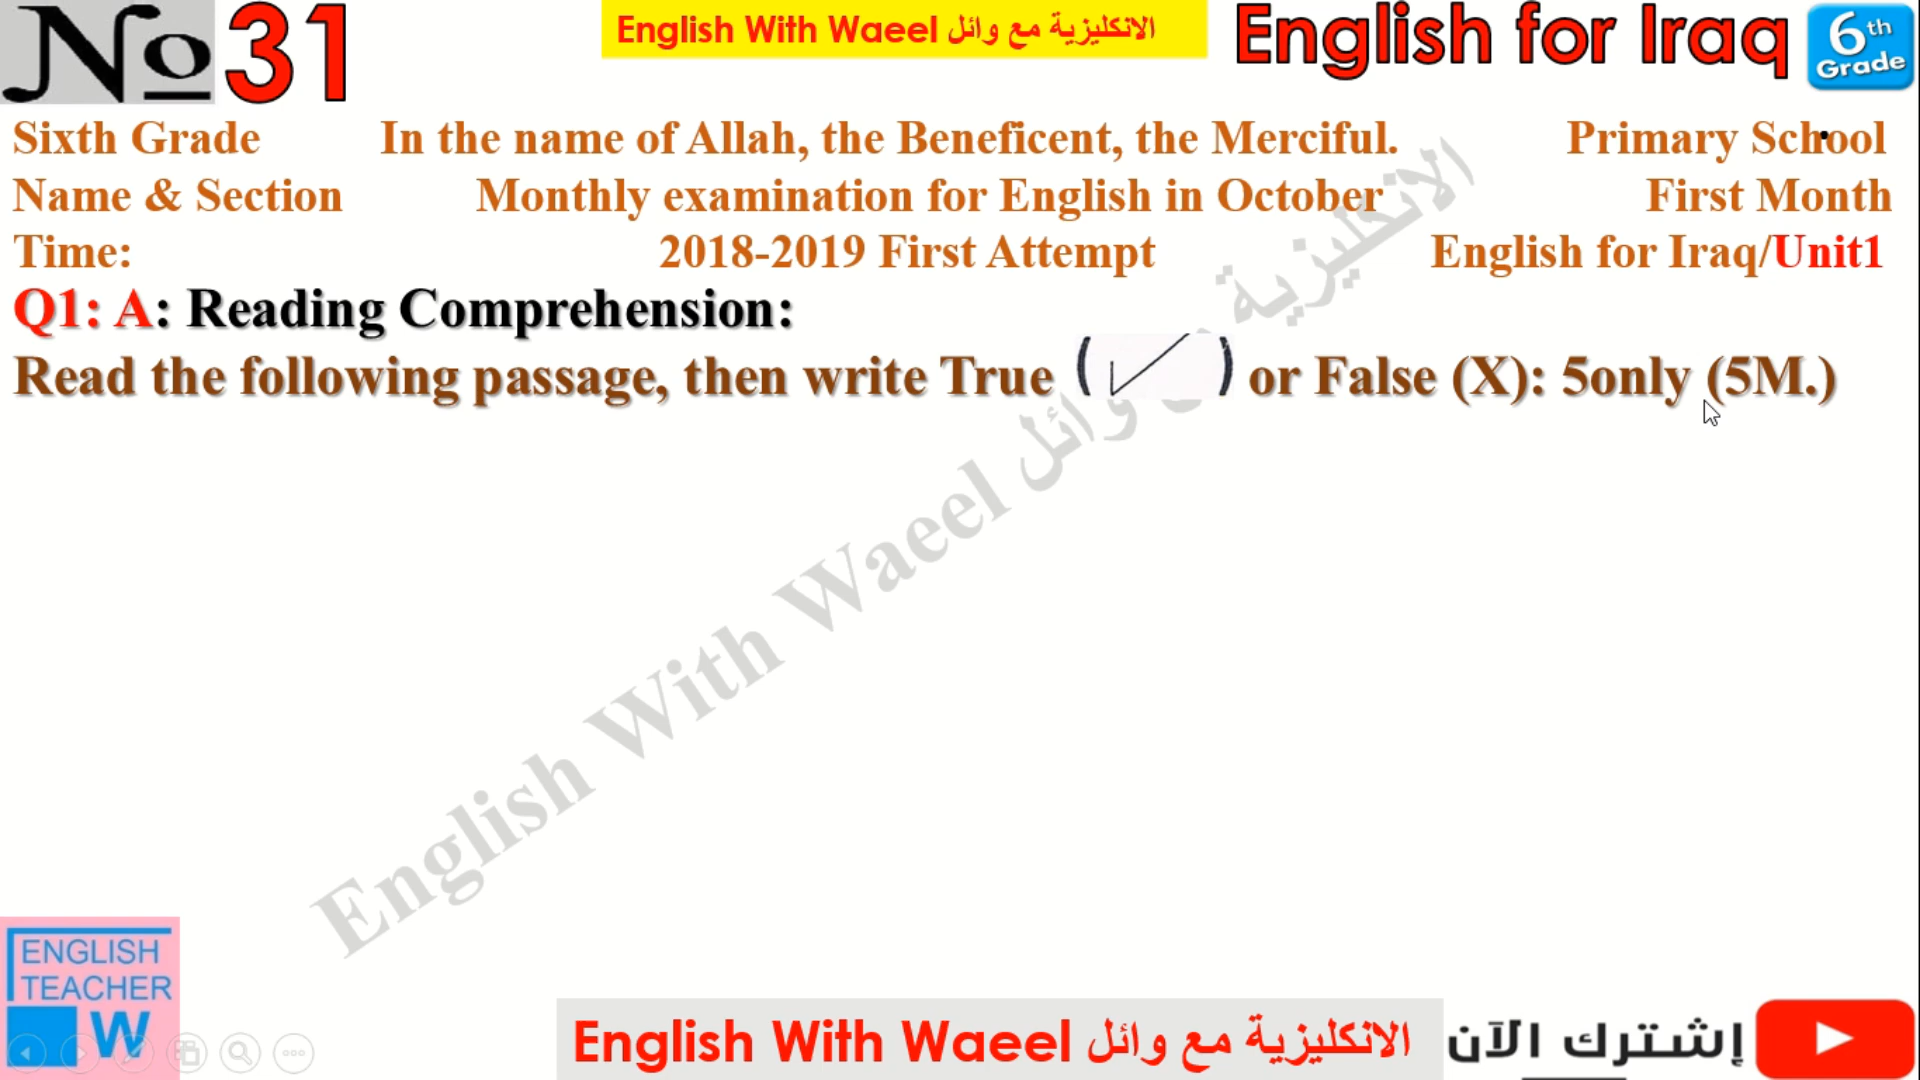 No 31
English With Waeel الانكليزية مع وائل
English for Iraq
6th Grade
Sixth Grade In the name of Allah, the Beneficent, the Merciful. Primary School
Name & Section Monthly examination for English in October First Month
Time: 2018-2019 First Attempt English for Iraq/Unit1
Q1: A: Reading Comprehension:
Read the following passage, then write True (✓) or False (X): 5only (5M.)
English With Waeel الانكليزية مع وائل
ENGLISH
TEACHER
W
English With Waeel الانكليزية مع وائل
إشترك الآن